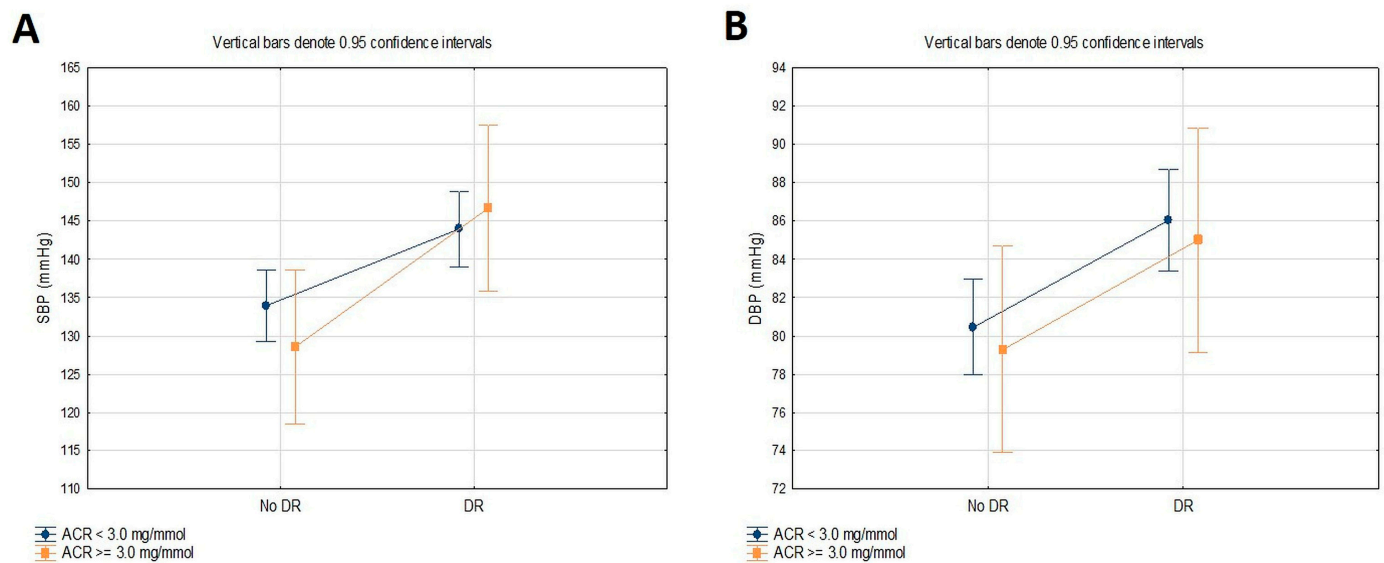 A
Vertical bars denote 0.95 confidence intervals
165
160
155
150
145
140
135
130
125
120
115
110
SBP (mmHg)
No DR
DR
ACR < 3.0 mg/mmol
ACR >= 3.0 mg/mmol
B
Vertical bars denote 0.95 confidence intervals
94
92
90
88
86
84
82
80
78
76
74
72
DBP (mmHg)
No DR
DR
ACR < 3.0 mg/mmol
ACR >= 3.0 mg/mmol